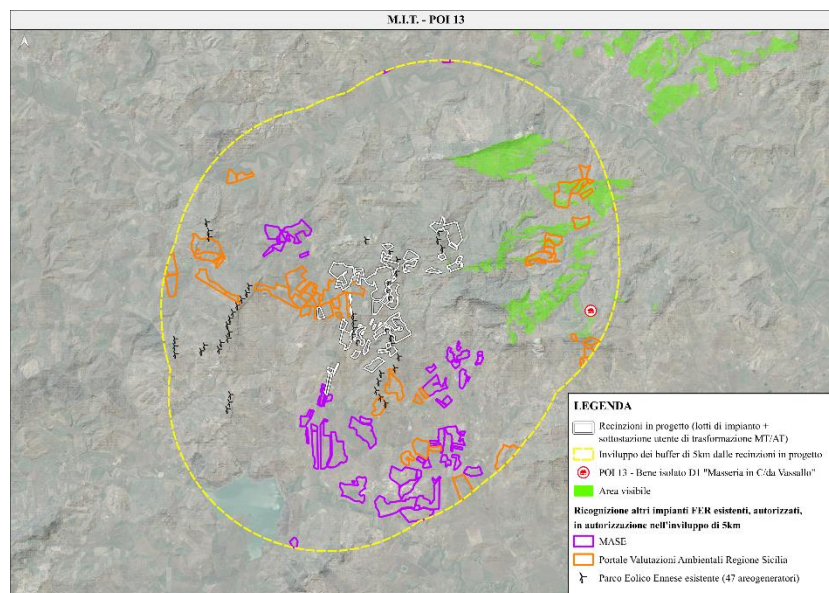 M.I.T. - POI 13
LEGENDA
Recinzioni in progetto (lotti di impianto +
sottostazione utente di trasformazione MT/AT)
Inviluppo dei buffer di 5km dalle recinzioni in progetto
POI 13 - Bene isolato D1 "Masseria in C/da Vassallo"
Area visibile
Ricognizione altri impianti FER esistenti, autorizzati,
in autorizzazione nell'inviluppo di 5km
MASE
Portale Valutazioni Ambientali Regione Sicilia
Parco Eolico Ennese esistente (47 areogeneratori)